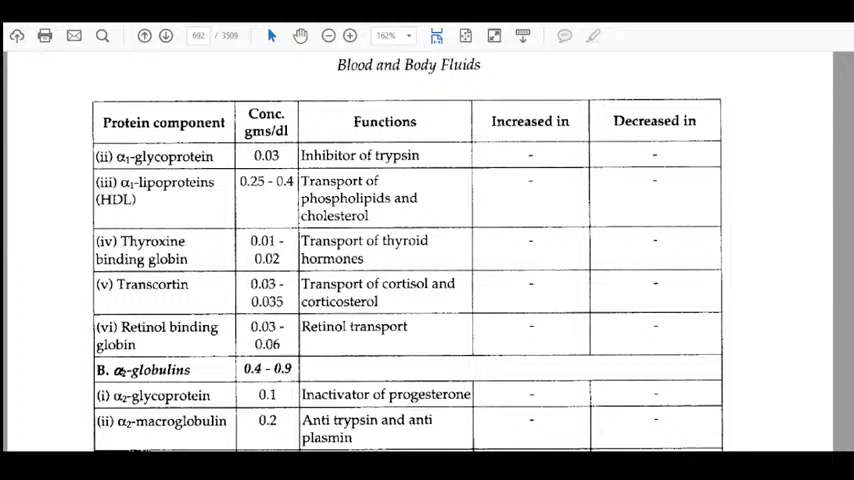 692 / 3509
162%
Blood and Body Fluids
Protein component Conc. gms/dl Functions Increased in Decreased in
(ii) α₁-glycoprotein 0.03 Inhibitor of trypsin - -
(iii) α₁-lipoproteins 0.25 - 0.4 Transport of - -
(HDL) phospholipids and
cholesterol
(iv) Thyroxine 0.01 - Transport of thyroid - -
binding globin 0.02 hormones
(v) Transcortin 0.03 - Transport of cortisol and - -
0.035 corticosterol
(vi) Retinol binding 0.03 - Retinol transport - -
globin 0.06
B. α₂-globulins 0.4 - 0.9
(i) α₂-glycoprotein 0.1 Inactivator of progesterone - -
(ii) α₂-macroglobulin 0.2 Anti trypsin and anti - -
plasmin